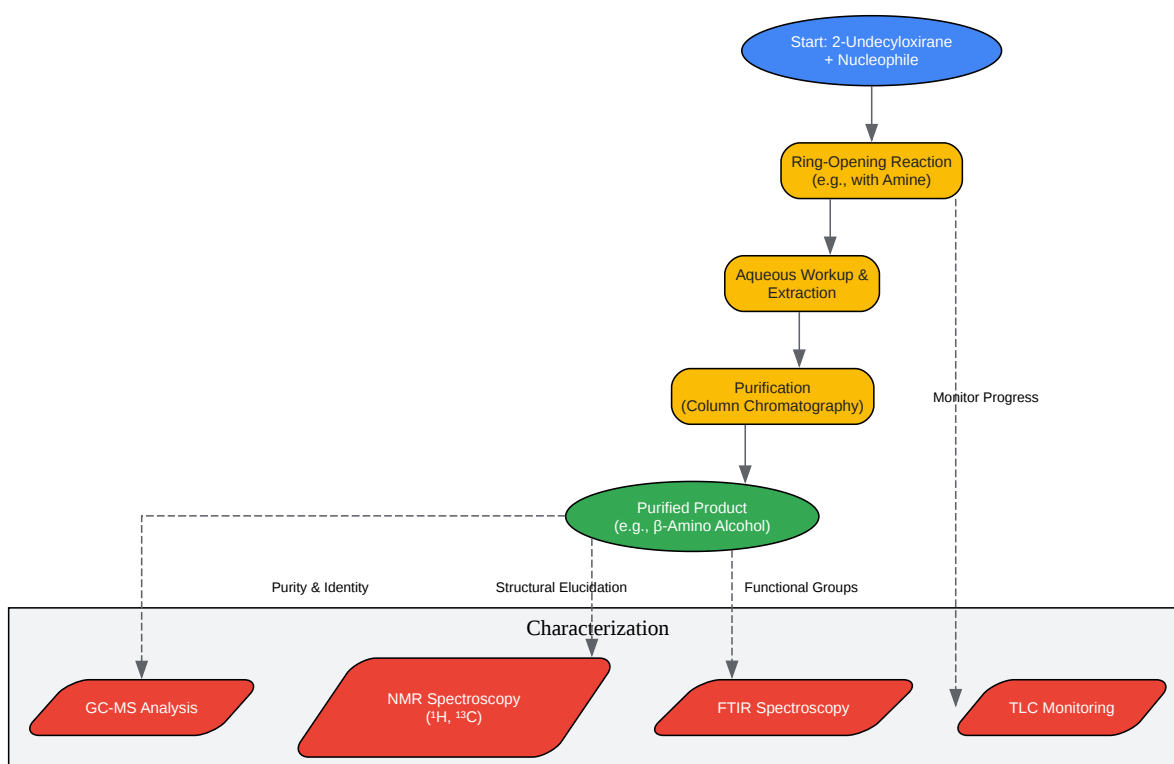 Start: 2-Undecyloxirane
+ Nucleophile
Ring-Opening Reaction
(e.g., with Amine)
Aqueous Workup &
Extraction
Purification
(Column Chromatography)
Monitor Progress
Purified Product
(e.g., β-Amino Alcohol)
Purity & Identity
Structural Elucidation
Functional Groups
Characterization
GC-MS Analysis
NMR Spectroscopy
(¹H, ¹³C)
FTIR Spectroscopy
TLC Monitoring